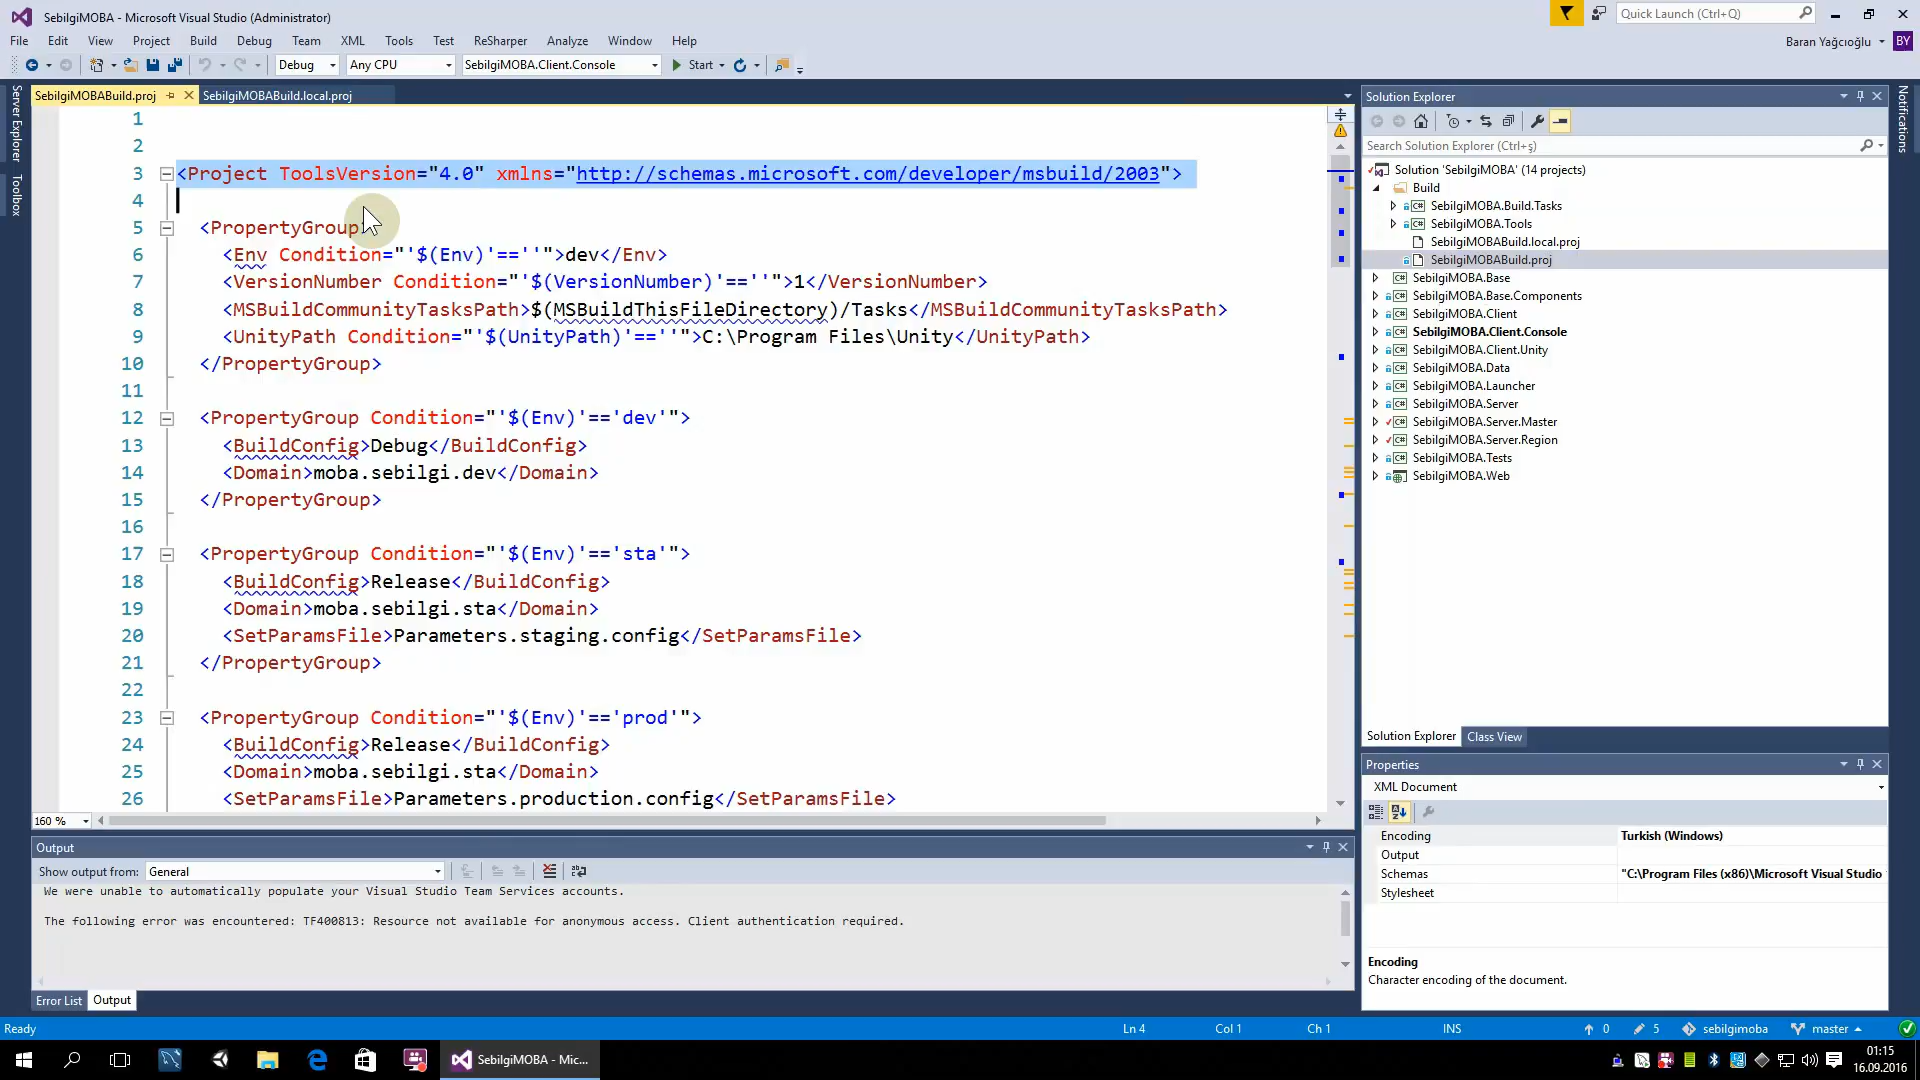 SebilgiMOBA - Microsoft Visual Studio (Administrator)
Quick Launch (Ctrl+Q)
File Edit View Project Build Debug Team XML Tools Test ReSharper Analyze Window Help
Baran Yağcıoğlu BY
Debug Any CPU SebilgiMOBA.Client.Console Start
Server Explorer
Toolbox
Notifications
SebilgiMOBABuild.proj SebilgiMOBABuild.local.proj
1
2
3 <Project ToolsVersion="4.0" xmlns="http://schemas.microsoft.com/developer/msbuild/2003">
4
5 <PropertyGroup>
6 <Env Condition="'$(Env)'==''">dev</Env>
7 <VersionNumber Condition="'$(VersionNumber)'==''">1</VersionNumber>
8 <MSBuildCommunityTasksPath>$(MSBuildThisFileDirectory)/Tasks</MSBuildCommunityTasksPath>
9 <UnityPath Condition="'$(UnityPath)'==''">C:\Program Files\Unity</UnityPath>
10 </PropertyGroup>
11
12 <PropertyGroup Condition="'$(Env)'=='dev'">
13 <BuildConfig>Debug</BuildConfig>
14 <Domain>moba.sebilgi.dev</Domain>
15 </PropertyGroup>
16
17 <PropertyGroup Condition="'$(Env)'=='sta'">
18 <BuildConfig>Release</BuildConfig>
19 <Domain>moba.sebilgi.sta</Domain>
20 <SetParamsFile>Parameters.staging.config</SetParamsFile>
21 </PropertyGroup>
22
23 <PropertyGroup Condition="'$(Env)'=='prod'">
24 <BuildConfig>Release</BuildConfig>
25 <Domain>moba.sebilgi.sta</Domain>
26 <SetParamsFile>Parameters.production.config</SetParamsFile>
160 %
Output
Show output from: General
We were unable to automatically populate your Visual Studio Team Services accounts.
The following error was encountered: TF400813: Resource not available for anonymous access. Client authentication required.
Error List Output
Solution Explorer
Search Solution Explorer (Ctrl+ş)
Solution 'SebilgiMOBA' (14 projects)
Build
SebilgiMOBA.Build.Tasks
SebilgiMOBA.Tools
SebilgiMOBABuild.local.proj
SebilgiMOBABuild.proj
SebilgiMOBA.Base
SebilgiMOBA.Base.Components
SebilgiMOBA.Client
SebilgiMOBA.Client.Console
SebilgiMOBA.Client.Unity
SebilgiMOBA.Data
SebilgiMOBA.Launcher
SebilgiMOBA.Server
SebilgiMOBA.Server.Master
SebilgiMOBA.Server.Region
SebilgiMOBA.Tests
SebilgiMOBA.Web
Solution Explorer Class View
Properties
XML Document
Encoding Turkish (Windows)
Output
Schemas "C:\Program Files (x86)\Microsoft Visual Studio
Stylesheet
Encoding
Character encoding of the document.
Ready Ln 4 Col 1 Ch 1 INS 0 5 sebilgimoba master
SebilgiMOBA - Mic...
01:15
16.09.2016